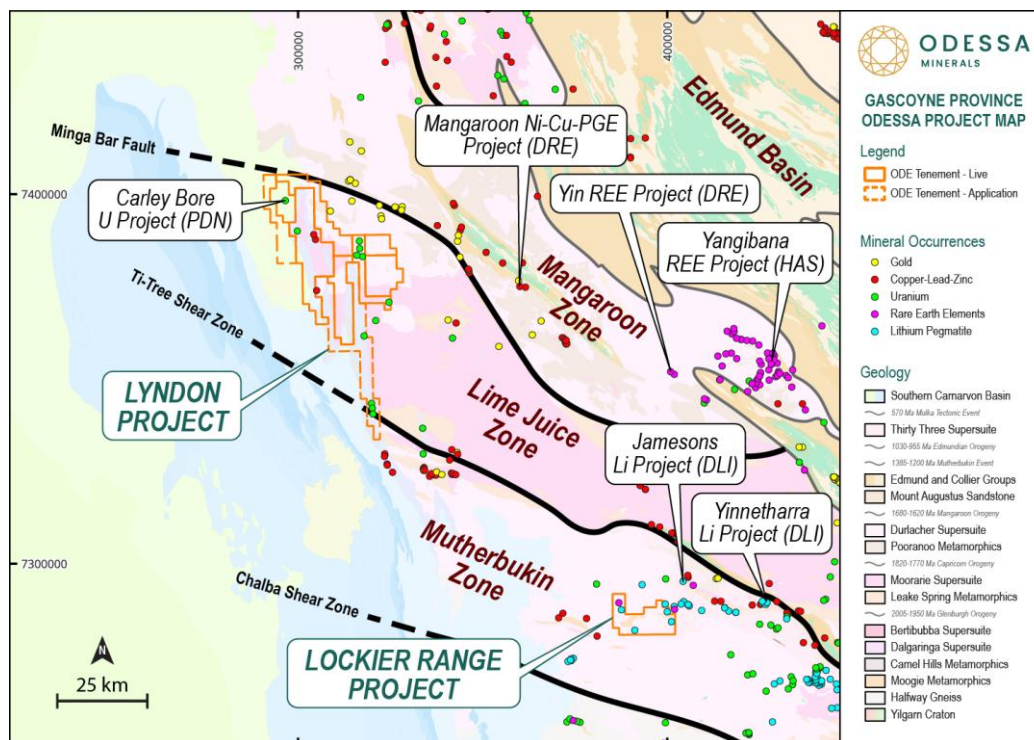 300000
400000
7400000
7300000
Minga Bar Fault
Carley Bore
U Project (PDN)
Ti-Tree Shear Zone
LYNDON
PROJECT
Mangaroon Ni-Cu-PGE
Project (DRE)
Edmund Basin
Yin REE Project (DRE)
Yangibana
REE Project (HAS)
Mangaroon
Zone
Lime Juice
Zone
Jamesons
Li Project (DLI)
Yinnetharra
Li Project (DLI)
Mutherbukin
Zone
Chalba Shear Zone
LOCKIER RANGE
PROJECT
N
25 km
ODESSA
MINERALS
GASCOYNE PROVINCE
ODESSA PROJECT MAP
Legend
ODE Tenement - Live
ODE Tenement - Application
Mineral Occurrences
Gold
Copper-Lead-Zinc
Uranium
Rare Earth Elements
Lithium Pegmatite
Geology
Southern Carnarvon Basin
570 Ma Mulka Tectonic Event
Thirty Three Supersuite
1030-955 Ma Edmundian Orogeny
1385-1200 Ma Mutherbukin Event
Edmund and Collier Groups
Mount Augustus Sandstone
1680-1620 Ma Mangaroon Orogeny
Durlacher Supersuite
Pooranoo Metamorphics
1820-1770 Ma Capricorn Orogeny
Moorarie Supersuite
Leake Spring Metamorphics
2005-1950 Ma Glenburgh Orogeny
Bertibubba Supersuite
Dalgaringa Supersuite
Camel Hills Metamorphics
Moogie Metamorphics
Halfway Gneiss
Yilgarn Craton